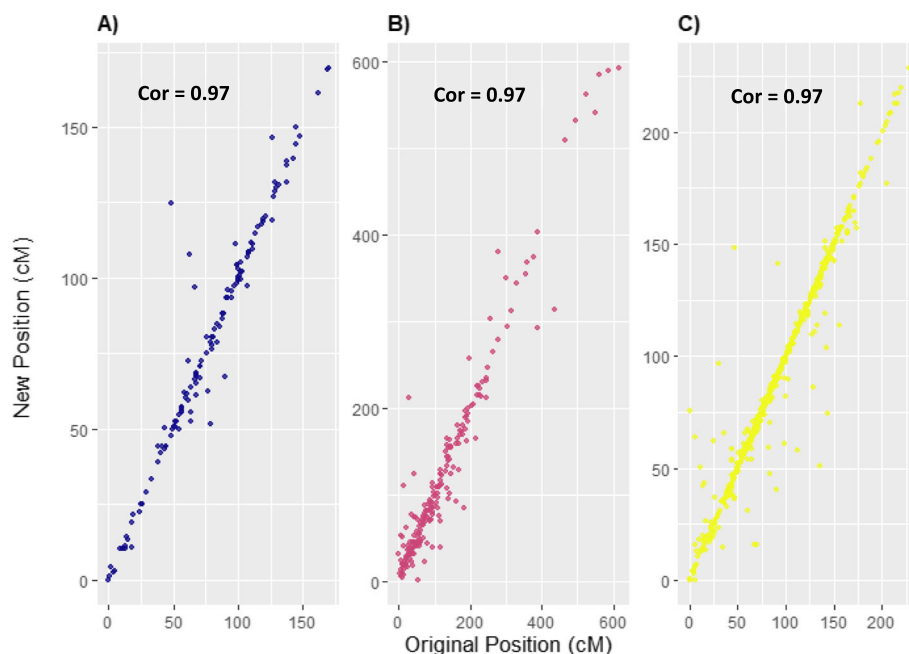 A) B) C)
Cor = 0.97 Cor = 0.97 Cor = 0.97
New Position (cM)
150
100
50
0
600
400
200
0
200
150
100
50
0
0 50 100 150
0 200 400 600
0 50 100 150 200
Original Position (cM)